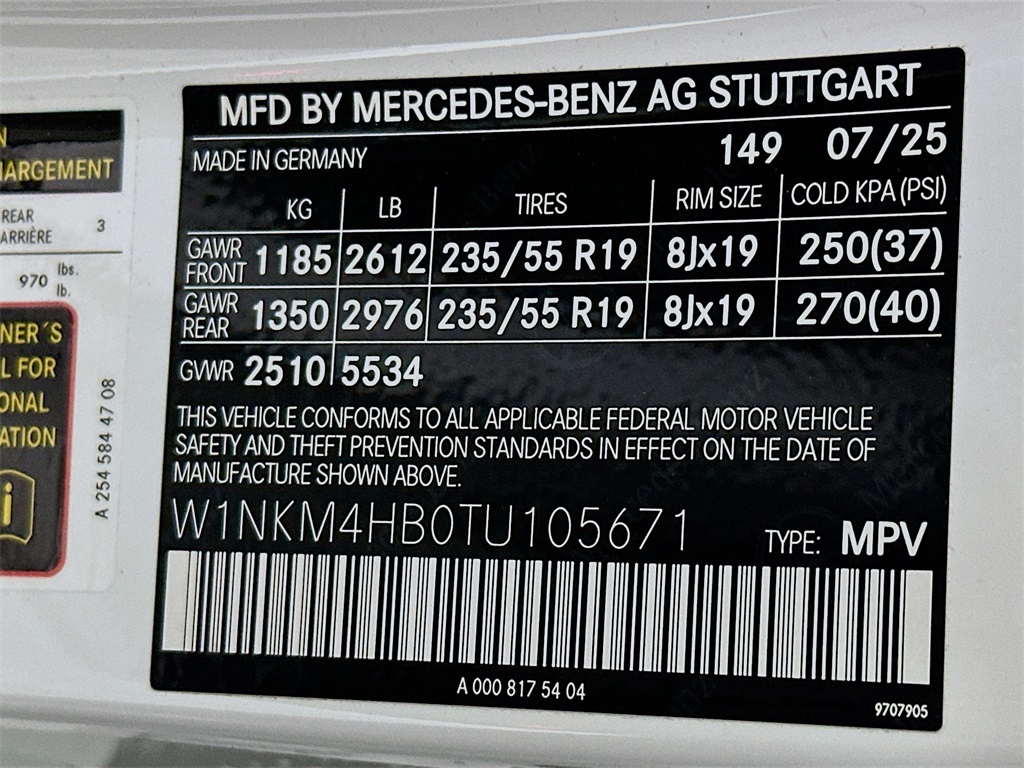 MFD BY MERCEDES-BENZ AG STUTTGART
MADE IN GERMANY 149 07/25
KG LB TIRES RIM SIZE COLD KPA (PSI)
GAWR FRONT 1185 2612 235/55 R19 8Jx19 250(37)
GAWR REAR 1350 2976 235/55 R19 8Jx19 270(40)
GVWR 2510 5534
THIS VEHICLE CONFORMS TO ALL APPLICABLE FEDERAL MOTOR VEHICLE
SAFETY AND THEFT PREVENTION STANDARDS IN EFFECT ON THE DATE OF
MANUFACTURE SHOWN ABOVE.
W1NKM4HB0TU105671 TYPE: MPV
A 000 817 54 04
9707905
REAR
ARRIÈRE 3
970 lbs.
lb.
L FOR
A 254 584 47 08